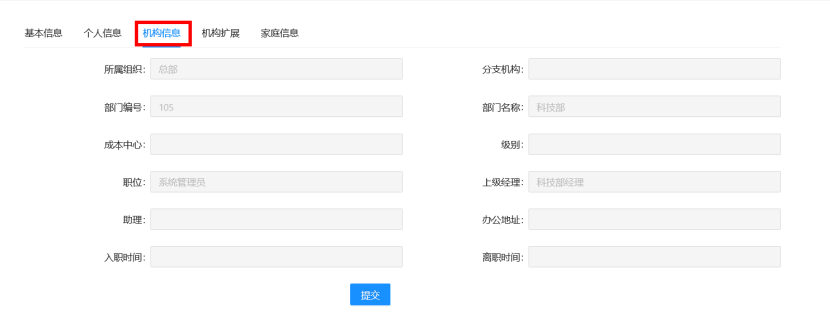 基本信息 个人信息 机构信息 机构扩展 家庭信息
所属组织: 总部 分支机构:
部门编号: 105 部门名称: 科技部
成本中心: 级别:
职位: 系统管理员 上级经理: 科技部经理
助理: 办公地址:
入职时间: 离职时间:
提交